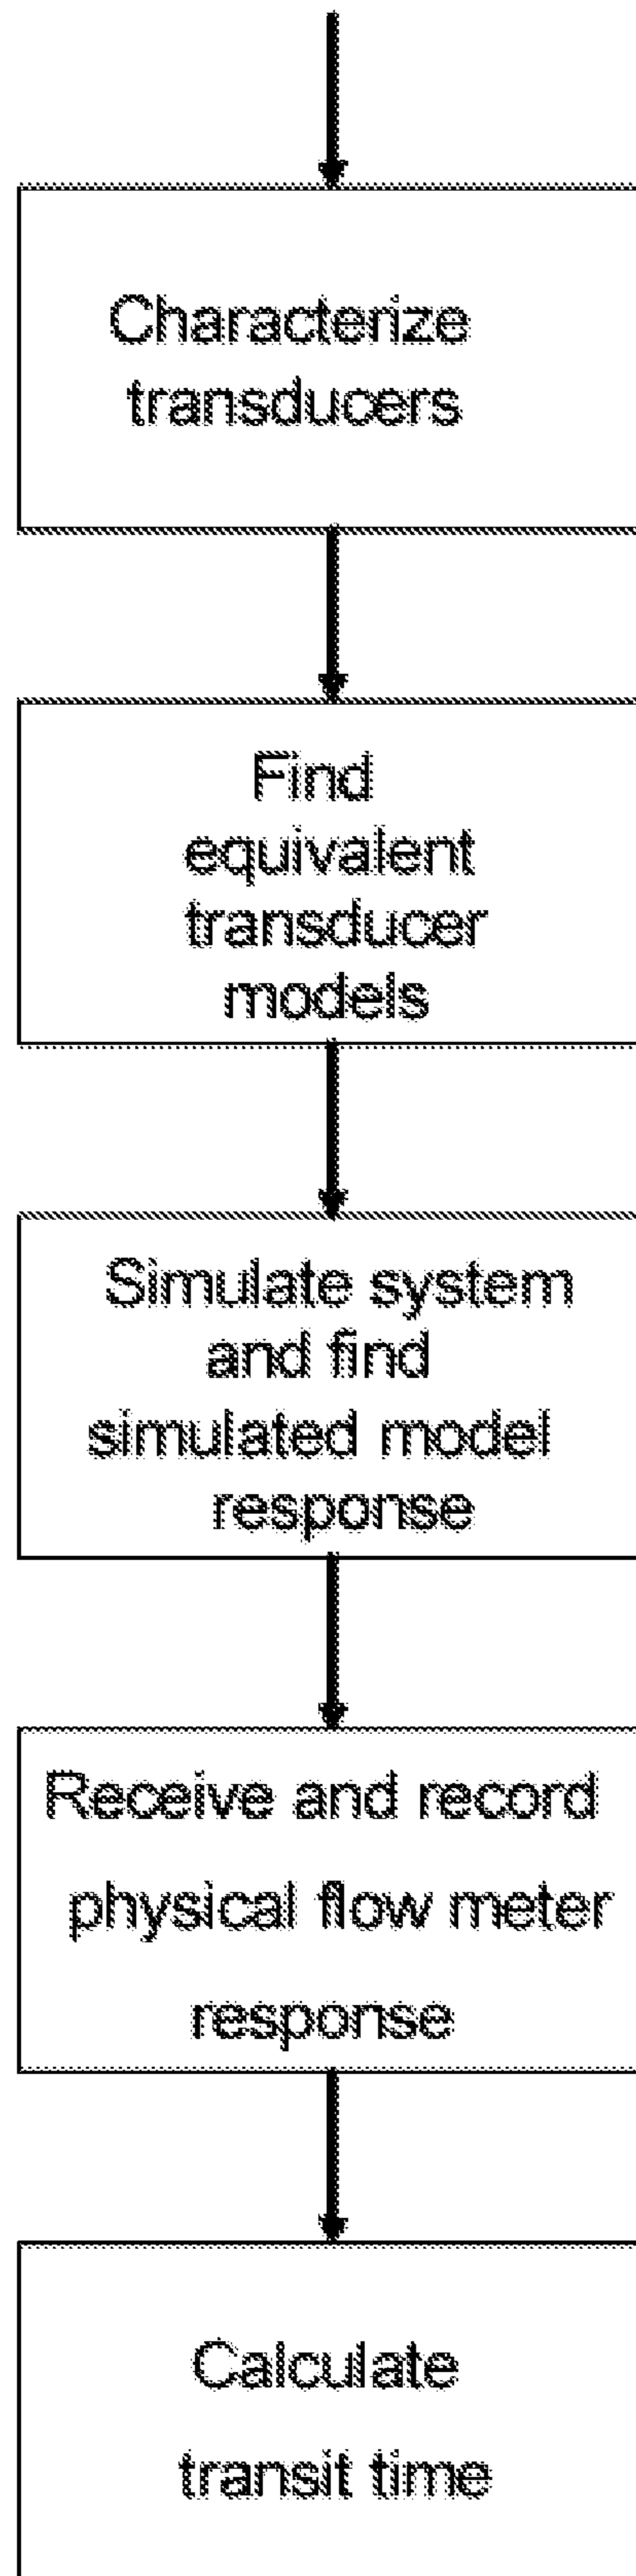 Characterize
transducers
Find
equivalent
transducer
models
Simulate system
and find
simulated model
response
Receive and record
physical flow meter
response
Calculate
transit time